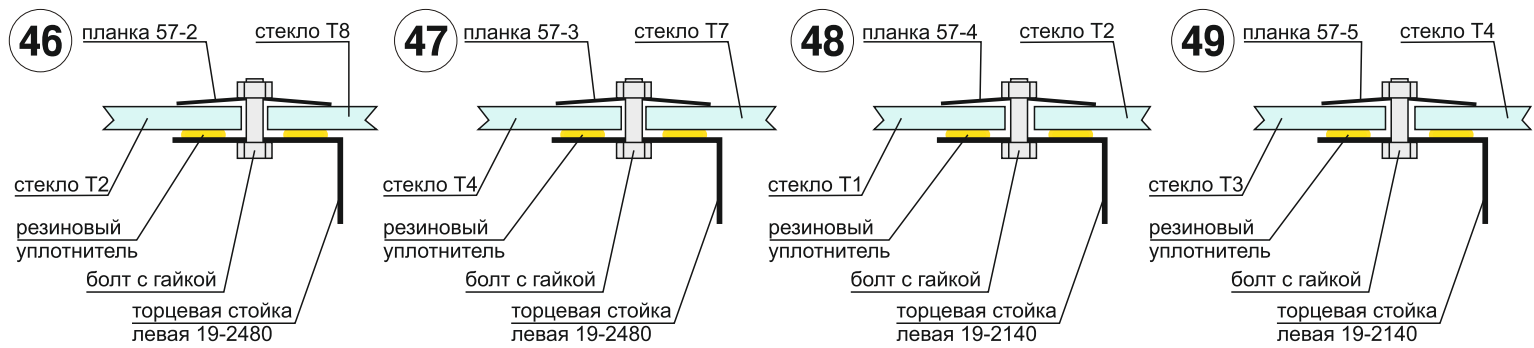 46
планка 57-2
стекло Т8
стекло Т2
резиновый
уплотнитель
болт с гайкой
торцевая стойка
левая 19-2480
47
планка 57-3
стекло Т7
стекло Т4
резиновый
уплотнитель
болт с гайкой
торцевая стойка
левая 19-2480
48
планка 57-4
стекло Т2
стекло Т1
резиновый
уплотнитель
болт с гайкой
торцевая стойка
левая 19-2140
49
планка 57-5
стекло Т4
стекло Т3
резиновый
уплотнитель
болт с гайкой
торцевая стойка
левая 19-2140